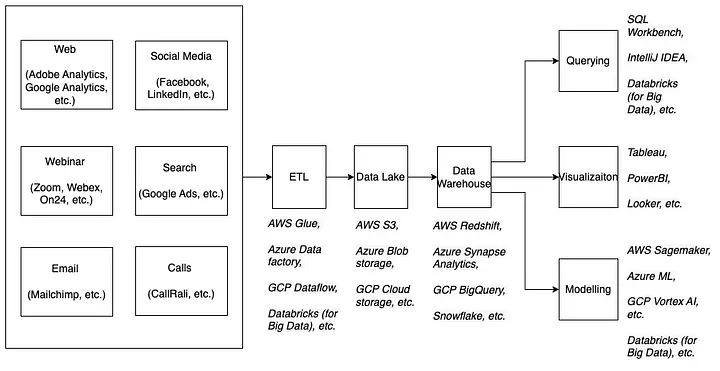 Web
(Adobe Analytics,
Google Analytics,
etc.)
Social Media
(Facebook,
LinkedIn, etc.)
Webinar
(Zoom, Webex,
On24, etc.)
Search
(Google Ads, etc.)
Email
(Mailchimp, etc.)
Calls
(CallRali, etc.)
ETL
AWS Glue,
Azure Data
factory,
GCP Dataflow,
Databricks (for
Big Data), etc.
Data Lake
AWS S3,
Azure Blob
storage,
GCP Cloud
storage, etc.
Data
Warehouse
AWS Redshift,
Azure Synapse
Analytics,
GCP BigQuery,
Snowflake, etc.
Querying
SQL
Workbench,
IntelliJ IDEA,
Databricks
(for Big
Data), etc.
Visualizaiton
Tableau,
PowerBI,
Looker, etc.
Modelling
AWS Sagemaker,
Azure ML,
GCP Vortex AI,
etc.
Databricks (for
Big Data), etc.